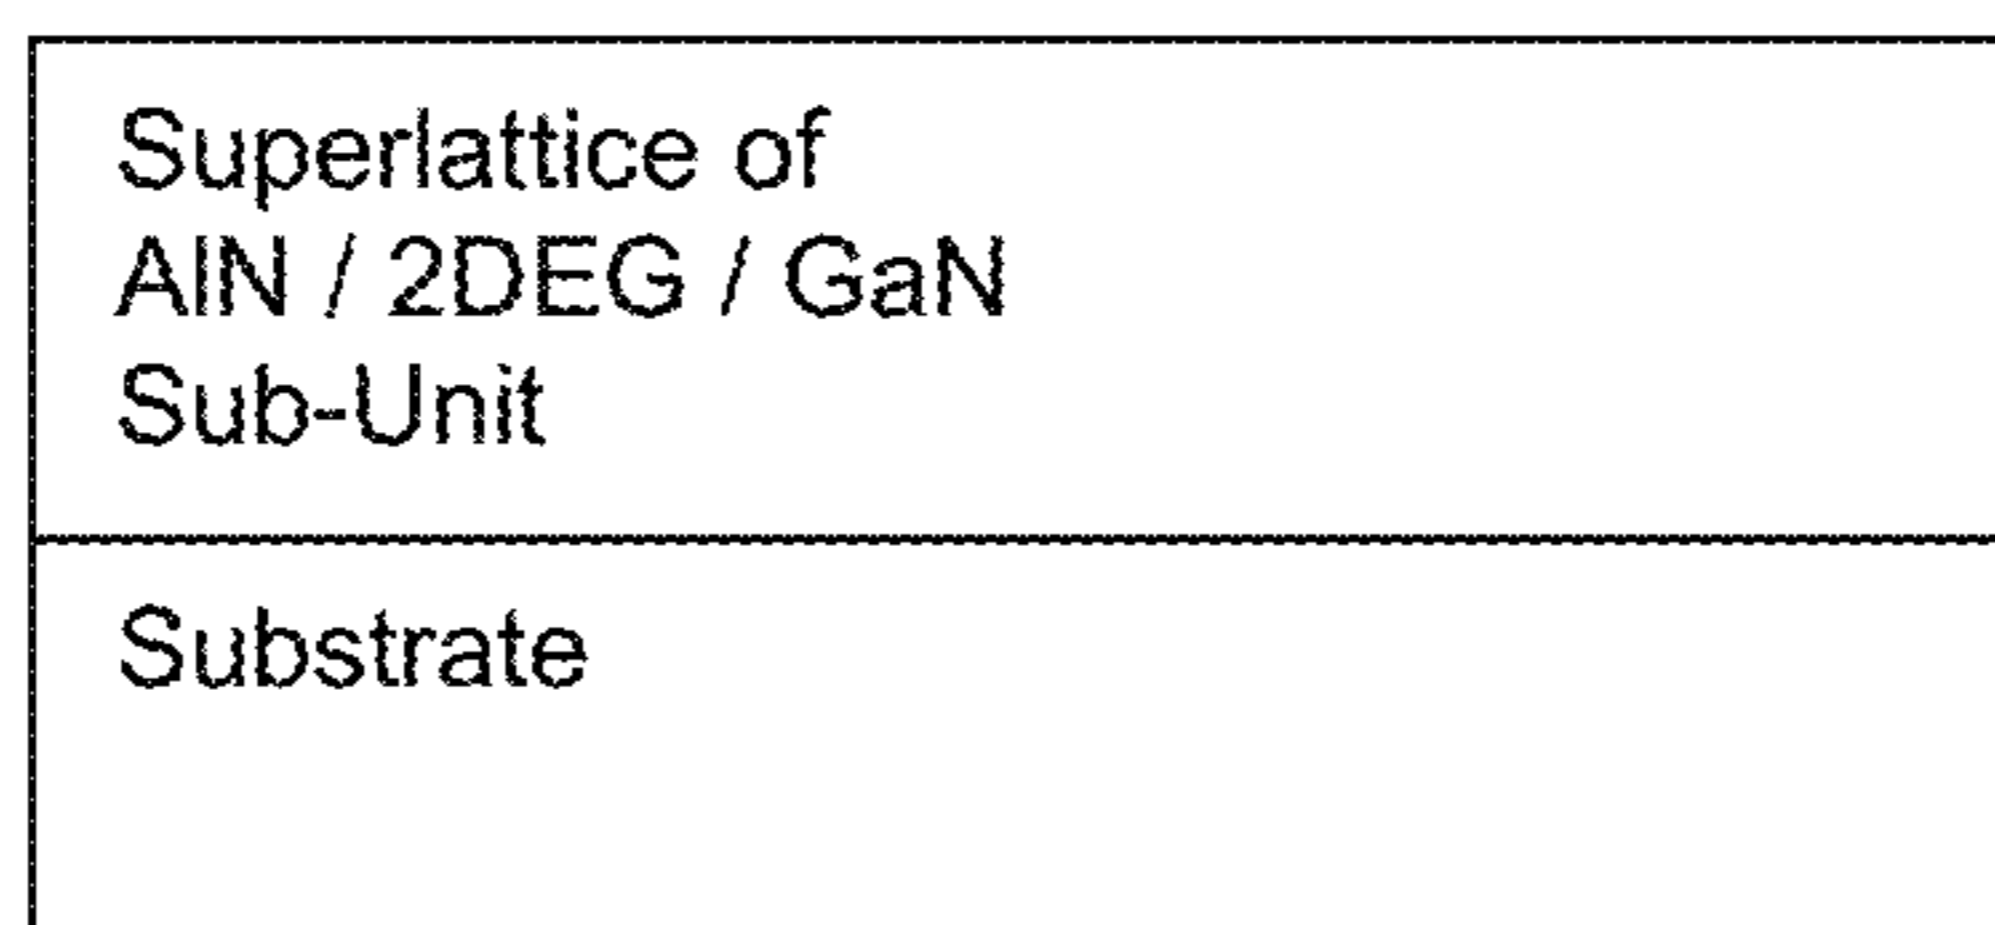 Superlattice of
AlN / 2DEG / GaN
Sub-Unit
Substrate